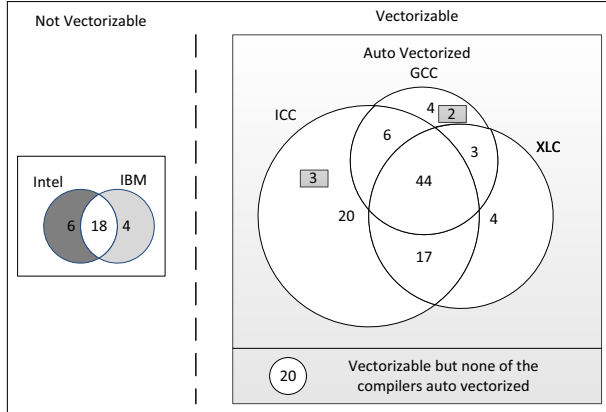 Not Vectorizable
Vectorizable
Auto Vectorized
GCC
ICC
4
2
6
3
XLC
3
44
Intel
IBM
6
18
4
20
4
17
20
Vectorizable but none of the
compilers auto vectorized